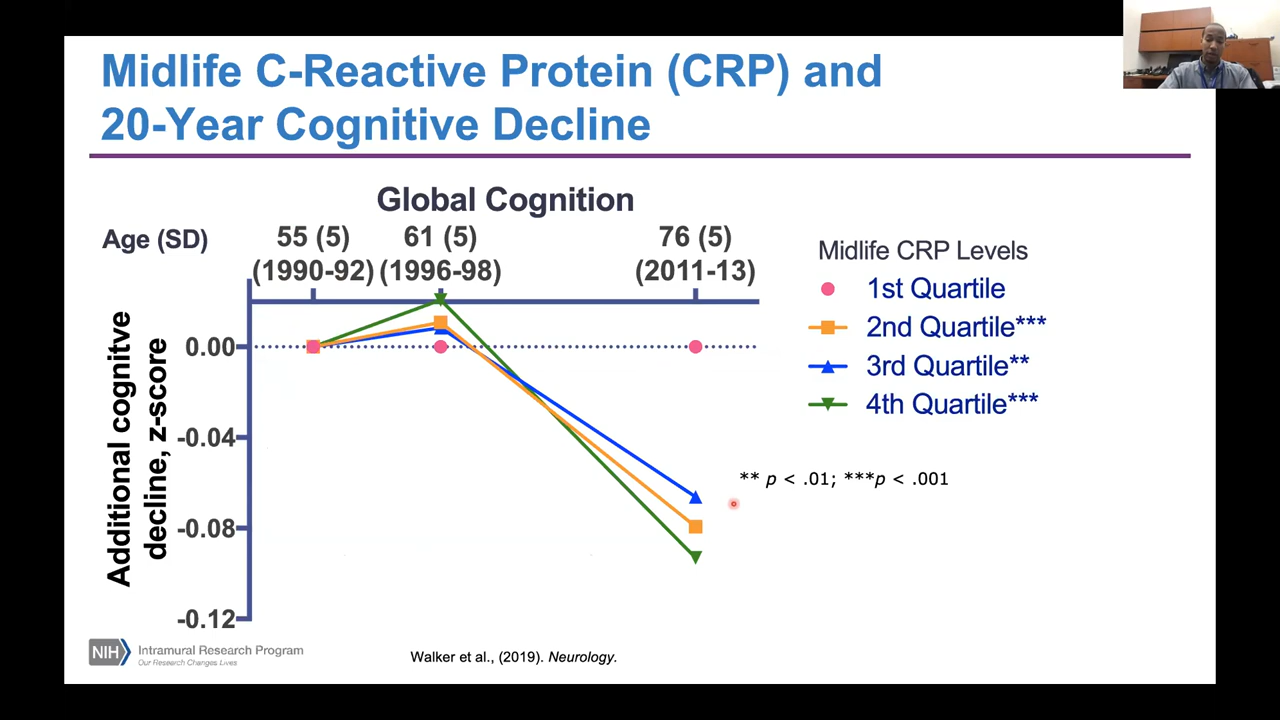 Midlife C-Reactive Protein (CRP) and
20-Year Cognitive Decline
Global Cognition
Age (SD)
55 (5)
61 (5)
76 (5)
(1990-92)
(1996-98)
(2011-13)
Additional cognitve
decline, z-score
0.00
-0.04
-0.08
-0.12
Midlife CRP Levels
1st Quartile
2nd Quartile***
3rd Quartile**
4th Quartile***
** p < .01; ***p < .001
NIH
Intramural Research Program
Our Research Changes Lives
Walker et al., (2019). Neurology.